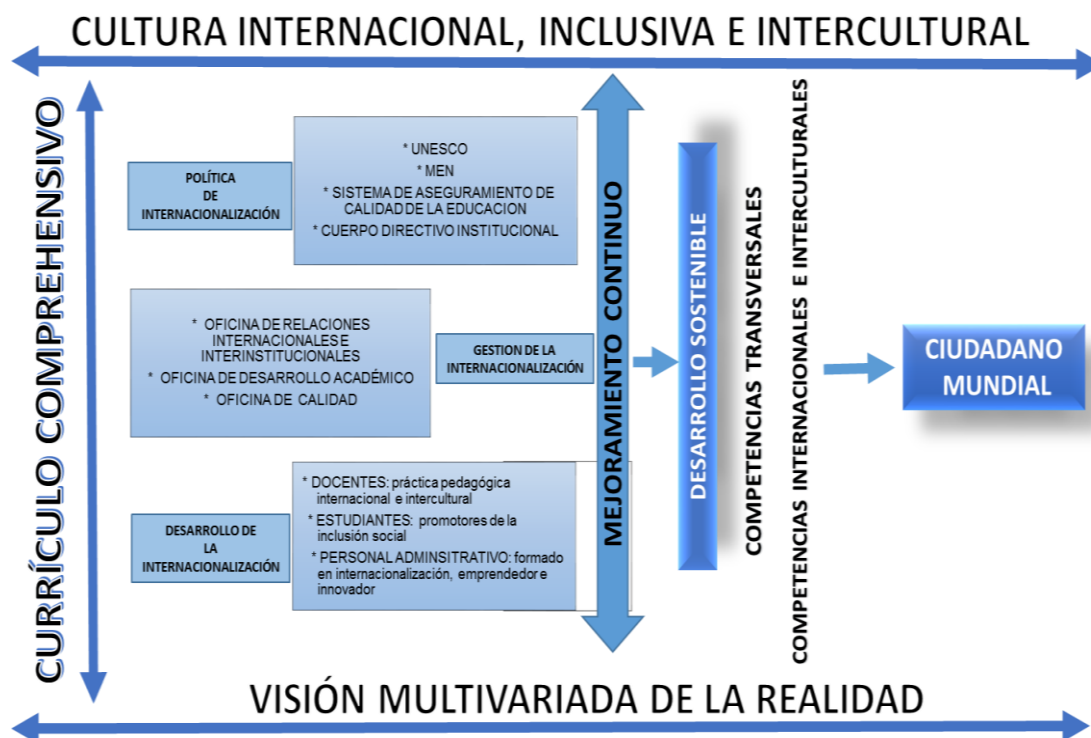 CULTURA INTERNACIONAL, INCLUSIVA E INTERCULTURAL
CURRÍCULO COMPREHENSIVO
POLÍTICA
DE
INTERNACIONALIZACIÓN
* UNESCO
* MEN
* SISTEMA DE ASEGURAMIENTO DE
CALIDAD DE LA EDUCACION
* CUERPO DIRECTIVO INSTITUCIONAL
* OFICINA DE RELACIONES
INTERNACIONALES E
INTERINSTITUCIONALES
* OFICINA DE DESARROLLO ACADÉMICO
* OFICINA DE CALIDAD
GESTION DE LA
INTERNACIONALIZACIÓN
DESARROLLO DE
LA
INTERNACIONALIZACIÓN
* DOCENTES: práctica pedagógica
internacional e intercultural
* ESTUDIANTES: promotores de la
inclusión social
* PERSONAL ADMINSITRATIVO: formado
en internacionalización, emprendedor e
innovador
MEJORAMIENTO CONTINUO
DESARROLLO SOSTENIBLE
COMPETENCIAS TRANSVERSALES
COMPETENCIAS INTERNACIONALES E INTERCULTURALES
CIUDADANO
MUNDIAL
VISIÓN MULTIVARIADA DE LA REALIDAD